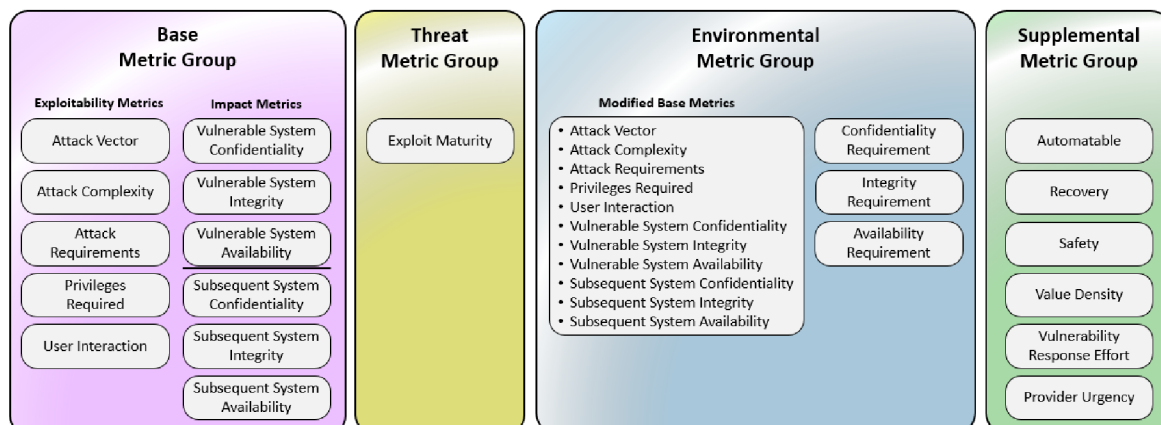 Base
Metric Group
Exploitability Metrics
Attack Vector
Attack Complexity
Attack
Requirements
Privileges
Required
User Interaction
Impact Metrics
Vulnerable System
Confidentiality
Vulnerable System
Integrity
Vulnerable System
Availability
Subsequent System
Confidentiality
Subsequent System
Integrity
Subsequent System
Availability
Threat
Metric Group
Exploit Maturity
Environmental
Metric Group
Modified Base Metrics
• Attack Vector
• Attack Complexity
• Attack Requirements
• Privileges Required
• User Interaction
• Vulnerable System Confidentiality
• Vulnerable System Integrity
• Vulnerable System Availability
• Subsequent System Confidentiality
• Subsequent System Integrity
• Subsequent System Availability
Confidentiality
Requirement
Integrity
Requirement
Availability
Requirement
Supplemental
Metric Group
Automatable
Recovery
Safety
Value Density
Vulnerability
Response Effort
Provider Urgency